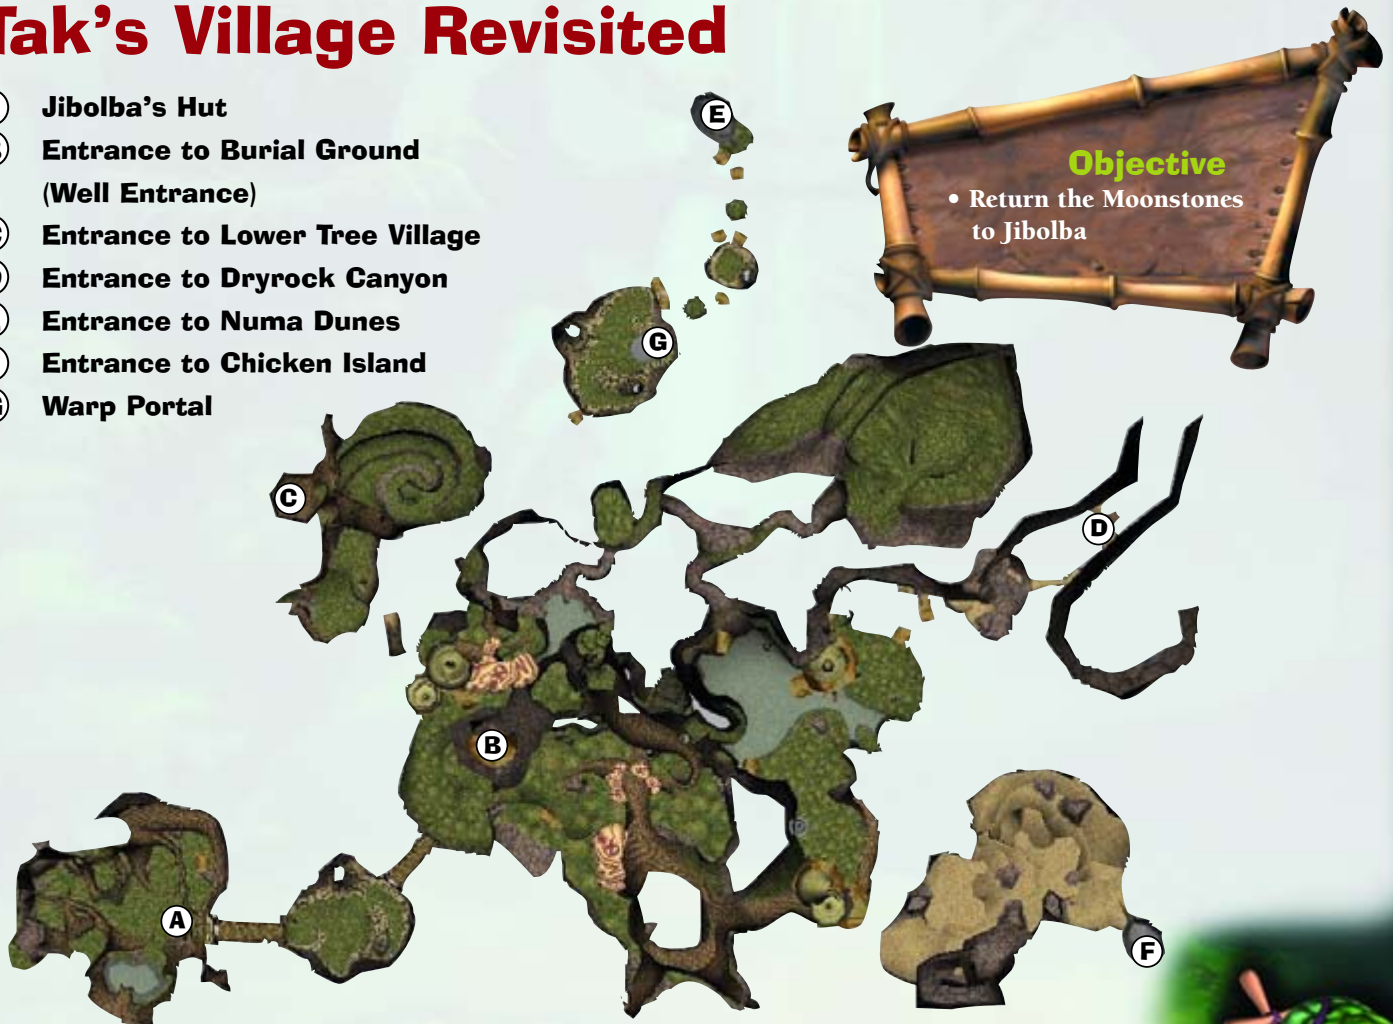 Tak's Village Revisited
Jibolba's Hut
B Entrance to Burial Ground
(Well Entrance)
C Entrance to Lower Tree Village
D Entrance to Dryrock Canyon
Entrance to Numa Dunes
Entrance to Chicken Island
G Warp Portal
Objective
• Return the Moonstones
to Jibolba
E
G
C
D
B
A
F